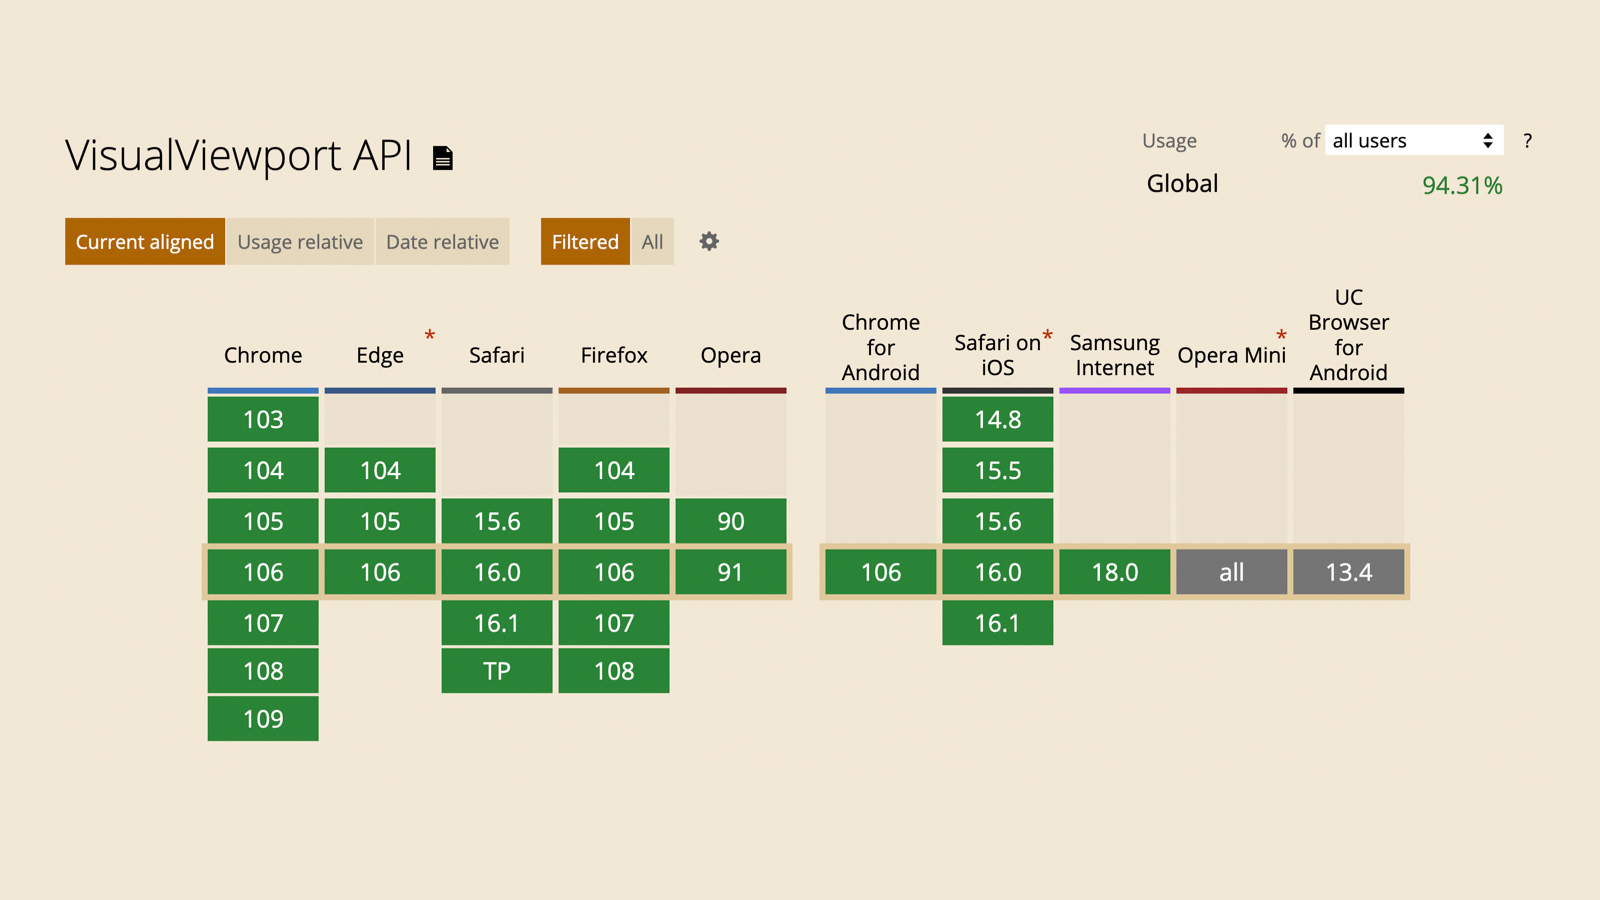 VisualViewport API
Usage % of all users ?
Global 94.31%
Current aligned Usage relative Date relative Filtered All
Chrome Edge * Safari Firefox Opera
Chrome for Android
Safari on iOS *
Samsung Internet
Opera Mini *
UC Browser for Android
103 14.8
104 104 104 15.5
105 105 15.6 105 90 15.6
106 106 16.0 106 91 106 16.0 18.0 all 13.4
107 16.1 107 16.1
108 TP 108
109